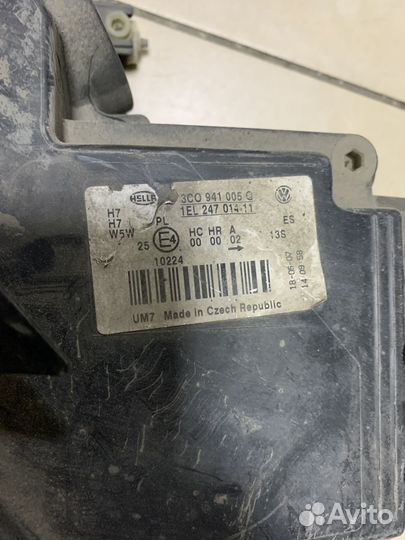 HELLA
3C0 941 005 G
1EL 247 014-11
H7
H7
W5W
PL
ES
25
E4
HC HR A
00 00 02
13S
10224
18-05-07
14 09 58
UM7 Made in Czech Republic
Avito